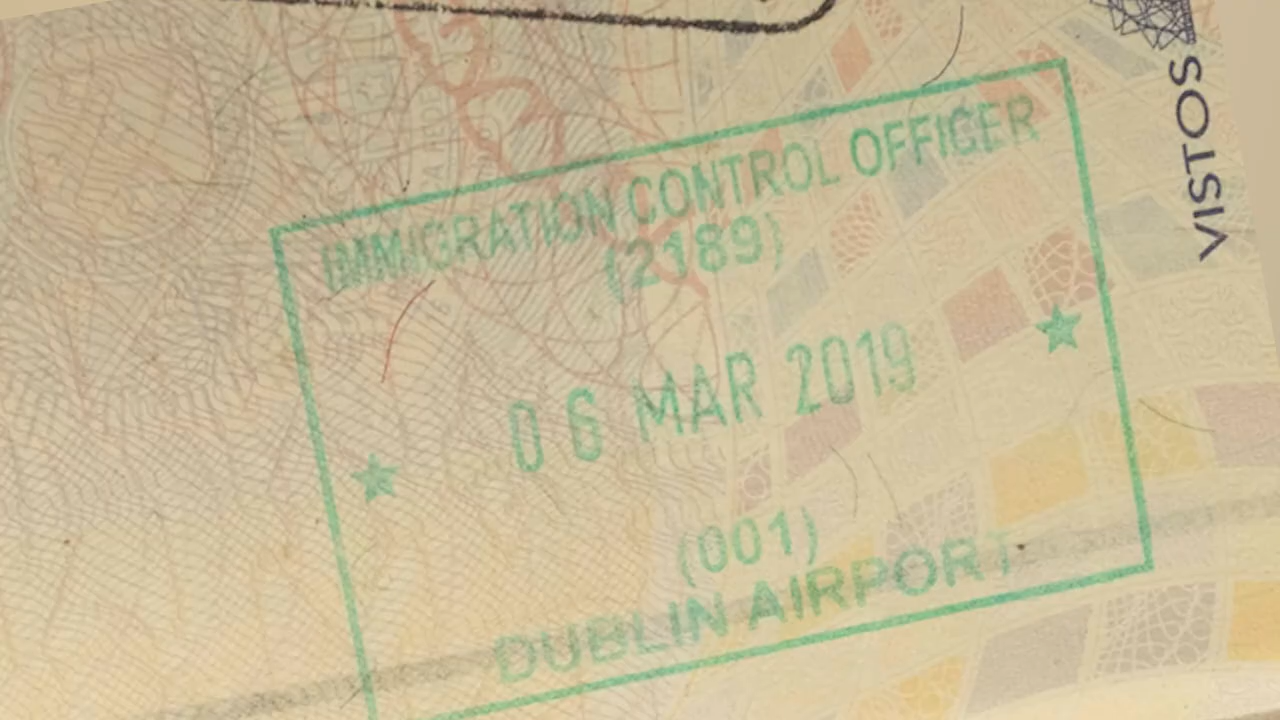 IMMIGRATION CONTROL OFFICER
(2189)
06 MAR 2019
(001)
DUBLIN AIRPORT
VISTOS